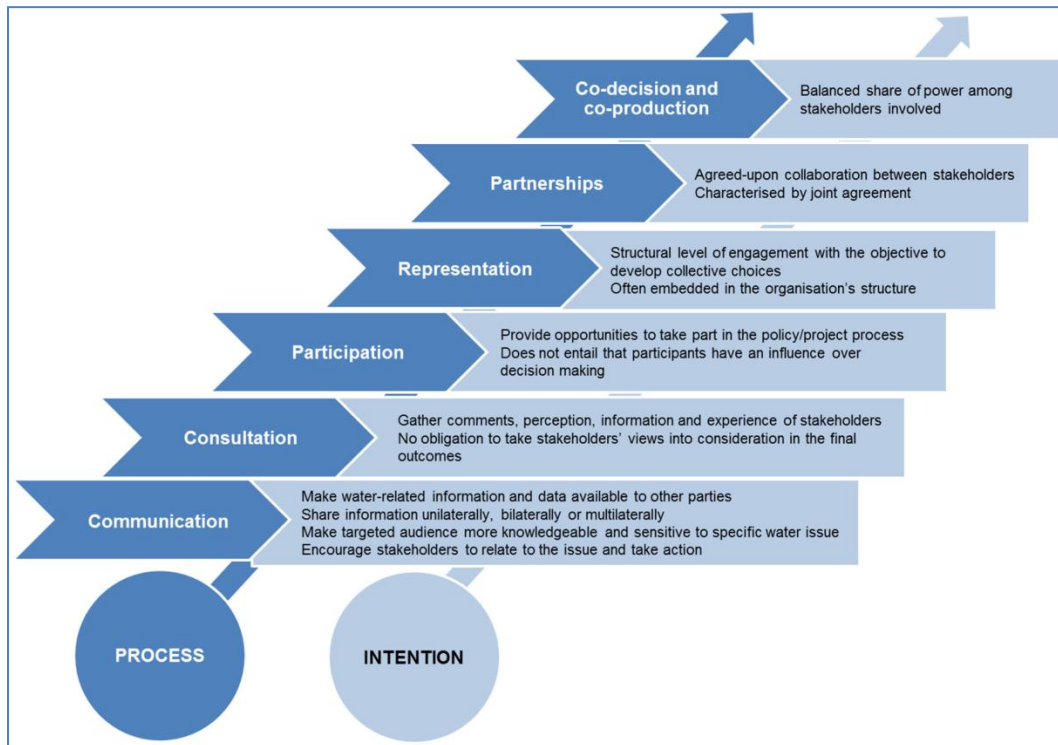 Co-decision and
co-production
Balanced share of power among
stakeholders involved
Partnerships
Agreed-upon collaboration between stakeholders
Characterised by joint agreement
Representation
Structural level of engagement with the objective to
develop collective choices
Often embedded in the organisation's structure
Participation
Provide opportunities to take part in the policy/project process
Does not entail that participants have an influence over
decision making
Consultation
Gather comments, perception, information and experience of stakeholders
No obligation to take stakeholders' views into consideration in the final
outcomes
Communication
Make water-related information and data available to other parties
Share information unilaterally, bilaterally or multilaterally
Make targeted audience more knowledgeable and sensitive to specific water issue
Encourage stakeholders to relate to the issue and take action
PROCESS
INTENTION